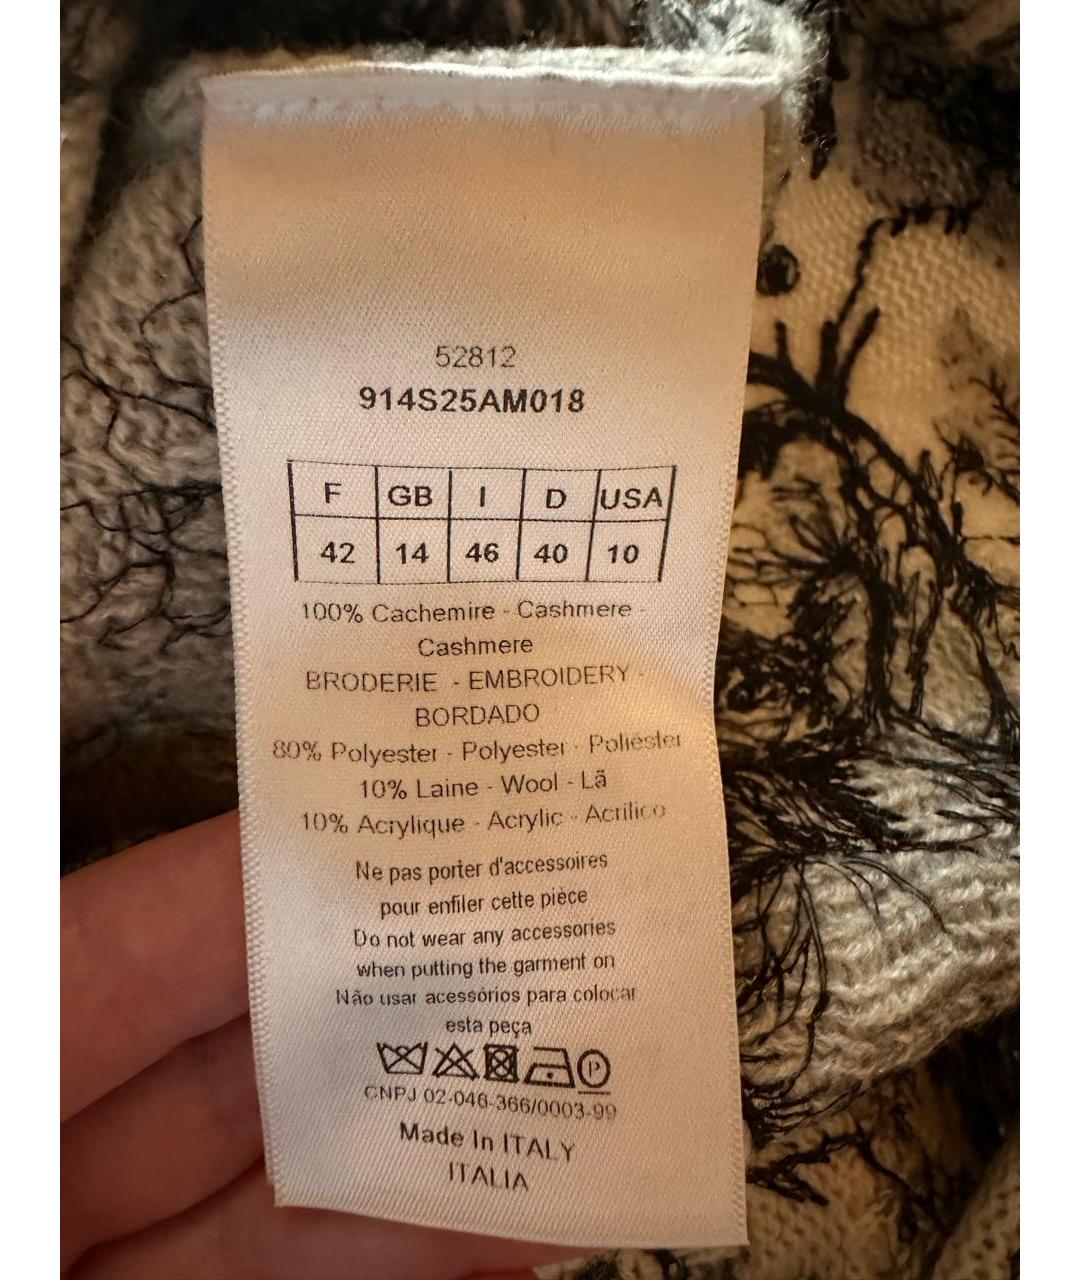 52812
914S25AM018
F GB I D USA
42 14 46 40 10
100% Cachemire - Cashmere -
Cashmere
BRODERIE - EMBROIDERY -
BORDADO
80% Polyester - Polyester - Poliéster
10% Laine - Wool - Lã
10% Acrylique - Acrylic - Acrílico
Ne pas porter d'accessoires
pour enfiler cette pièce
Do not wear any accessories
when putting the garment on
Não usar acessórios para colocar
esta peça
P
CNPJ 02-046-366/0003-99
Made In ITALY
ITALIA